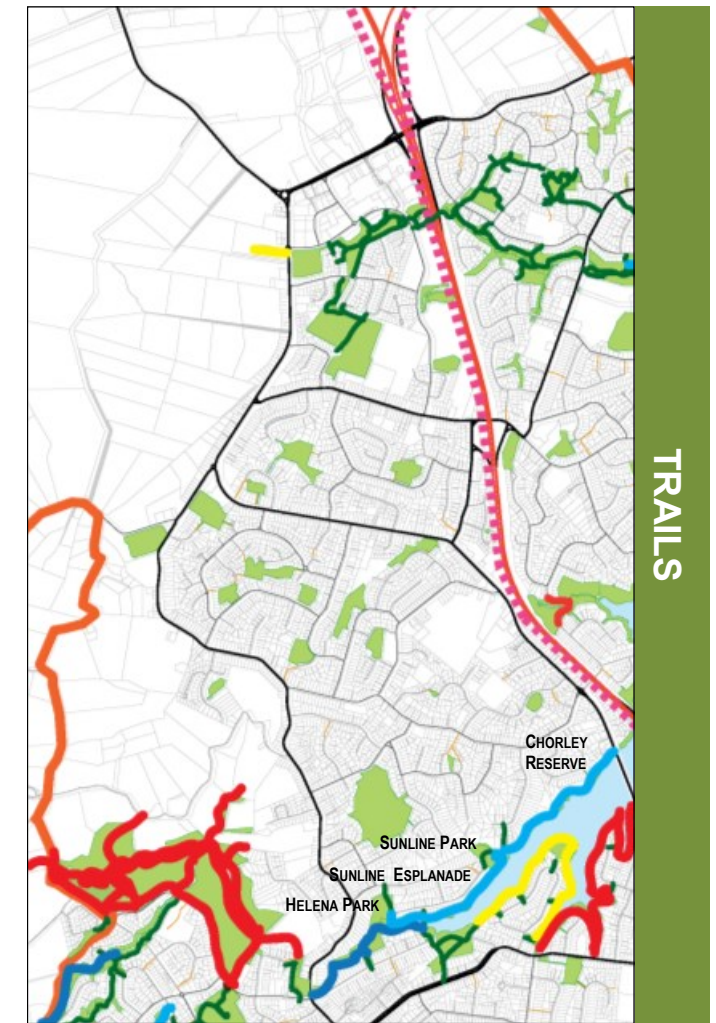 TRAILS
CHORLEY
RESERVE
SUNLINE PARK
SUNLINE ESPLANADE
HELENA PARK